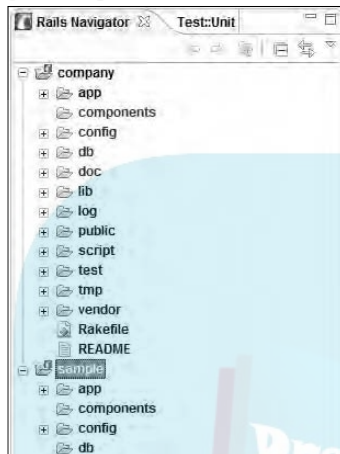 Rails Navigator Test::Unit
company
app
components
config
db
doc
lib
log
public
script
test
tmp
vendor
Rakefile
README
sample
app
components
config
db